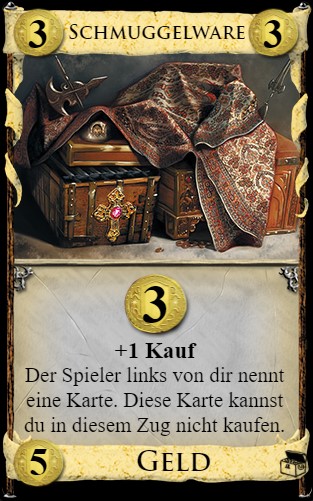 3 SCHMUGGELWARE 3
3
+1 Kauf
Der Spieler links von dir nennt
eine Karte. Diese Karte kannst
du in diesem Zug nicht kaufen.
5 GELD